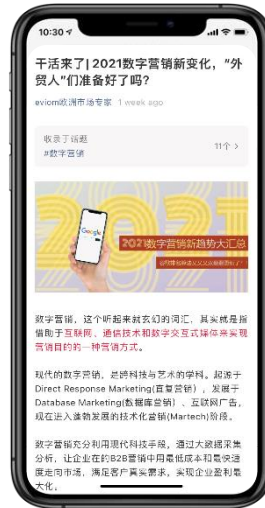 10:30
干活来了| 2021数字营销新变化，“外
贸人”们准备好了吗?
eviom欧洲市场专家 1 week ago
收录于话题
#数字营销
11个 >
2021
Google
2021数字营销新趋势大汇总
数字营销，这个听起来就玄幻的词汇，其实就是指
借助于互联网、通信技术和数字交互式媒体来实现
营销目的的一种营销方式。
现代的数字营销，是跨科技与艺术的学科。起源于
Direct Response Marketing(直复营销)，发展于
Database Marketing(数据库营销)、互联网广告。
现在进入蓬勃发展的技术化营销(Martech)阶段。
数字营销充分利用现代科技手段，通过大数据采集
分析，让企业在的B2B营销中用最低成本和最快速
度走向市场，满足客户真实需求，实现企业盈利最
大化。